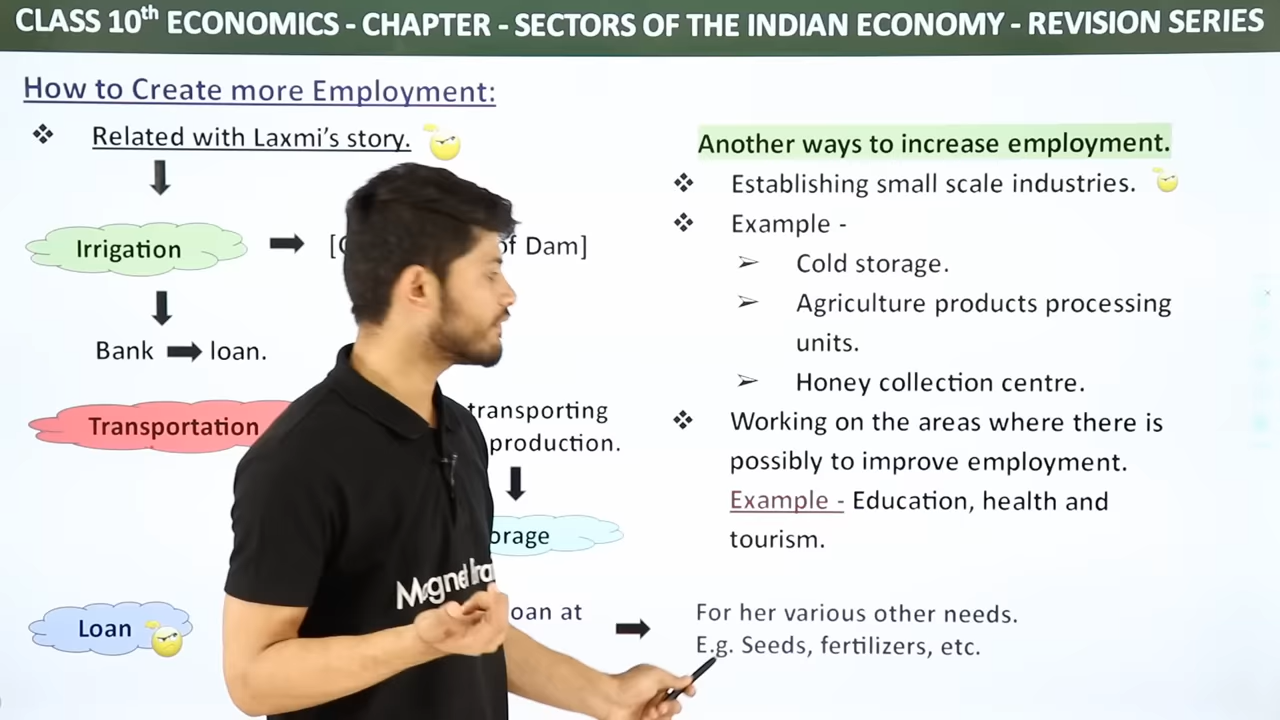 CLASS 10th ECONOMICS - CHAPTER - SECTORS OF THE INDIAN ECONOMY - REVISION SERIES
How to Create more Employment:
Related with Laxmi's story.
Irrigation
of Dam]
Bank loan.
Transportation
transporting
production.
Loan
loan at
For her various other needs.
E.g. Seeds, fertilizers, etc.
Another ways to increase employment.
Establishing small scale industries.
Example -
Cold storage.
Agriculture products processing
units.
Honey collection centre.
Working on the areas where there is
possibly to improve employment.
Example - Education, health and
tourism.